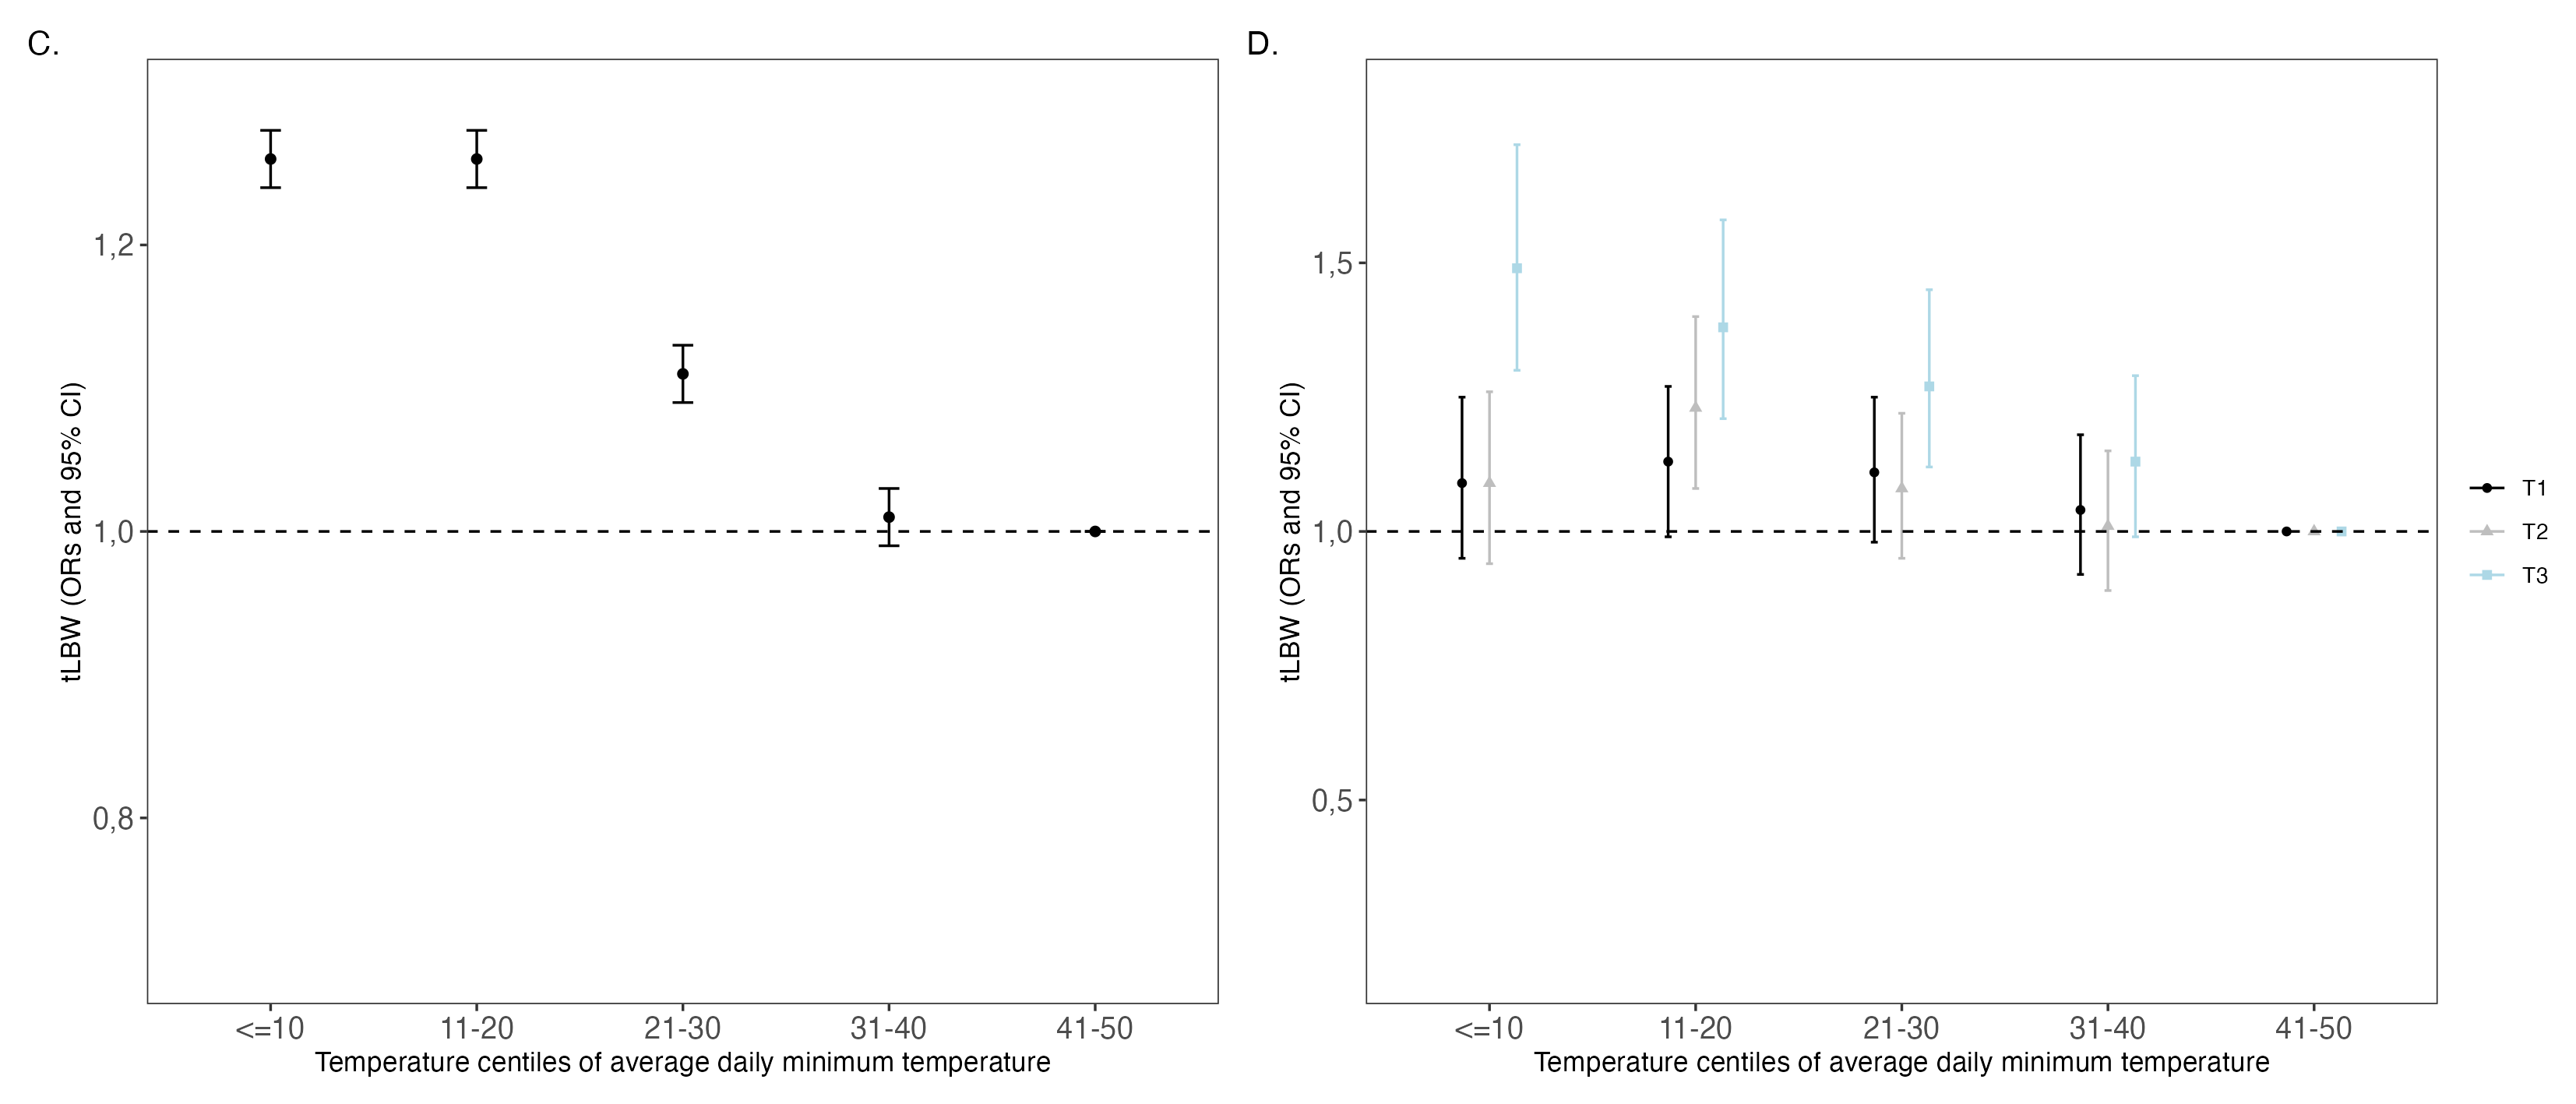 C.
tLBW (ORs and 95% CI)
1,2
1,0
0,8
<=10 11-20 21-30 31-40 41-50
Temperature centiles of average daily minimum temperature
D.
tLBW (ORs and 95% CI)
1,5
1,0
0,5
<=10 11-20 21-30 31-40 41-50
Temperature centiles of average daily minimum temperature
T1
T2
T3